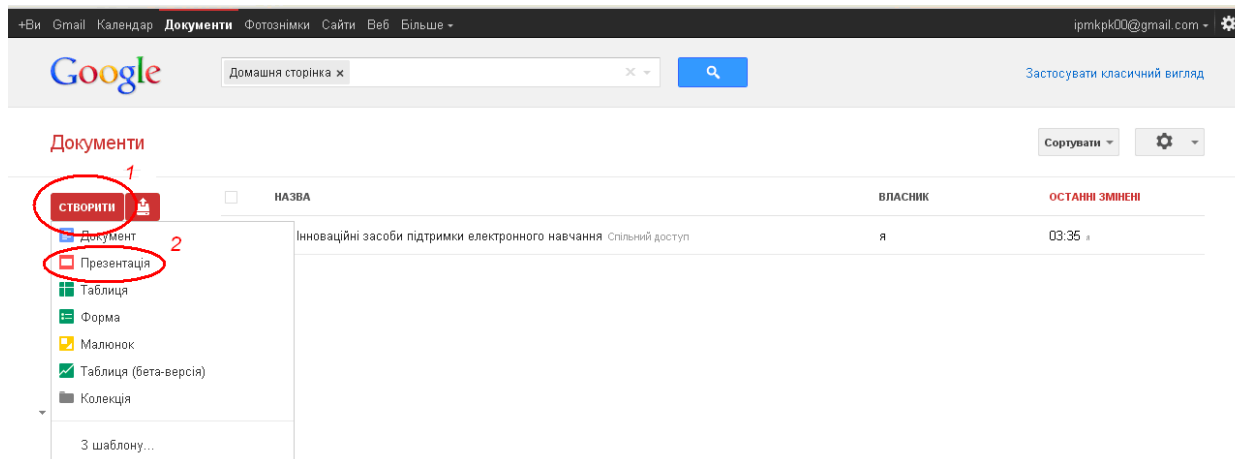 +Ви Gmail Календар Документи Фотознімки Сайти Веб Більше ipmkpk00@gmail.com
Google Домашня сторінка × Застосувати класичний вигляд
Документи Сортувати
1
СТВОРИТИ НАЗВА ВЛАСНИК ОСТАННІ ЗМІНЕНІ
Документ 2 Інноваційні засоби підтримки електронного навчання Спільний доступ я 03:35 я
Презентація
Таблиця
Форма
Малюнок
Таблиця (бета-версія)
Колекція
З шаблону...